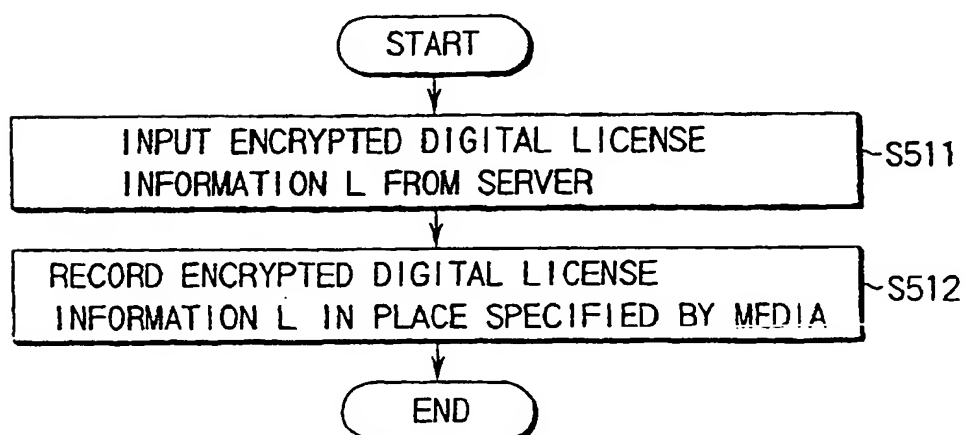 START
INPUT ENCRYPTED DIGITAL LICENSE
INFORMATION L FROM SERVER
S511
RECORD ENCRYPTED DIGITAL LICENSE
INFORMATION L IN PLACE SPECIFIED BY MEDIA
S512
END